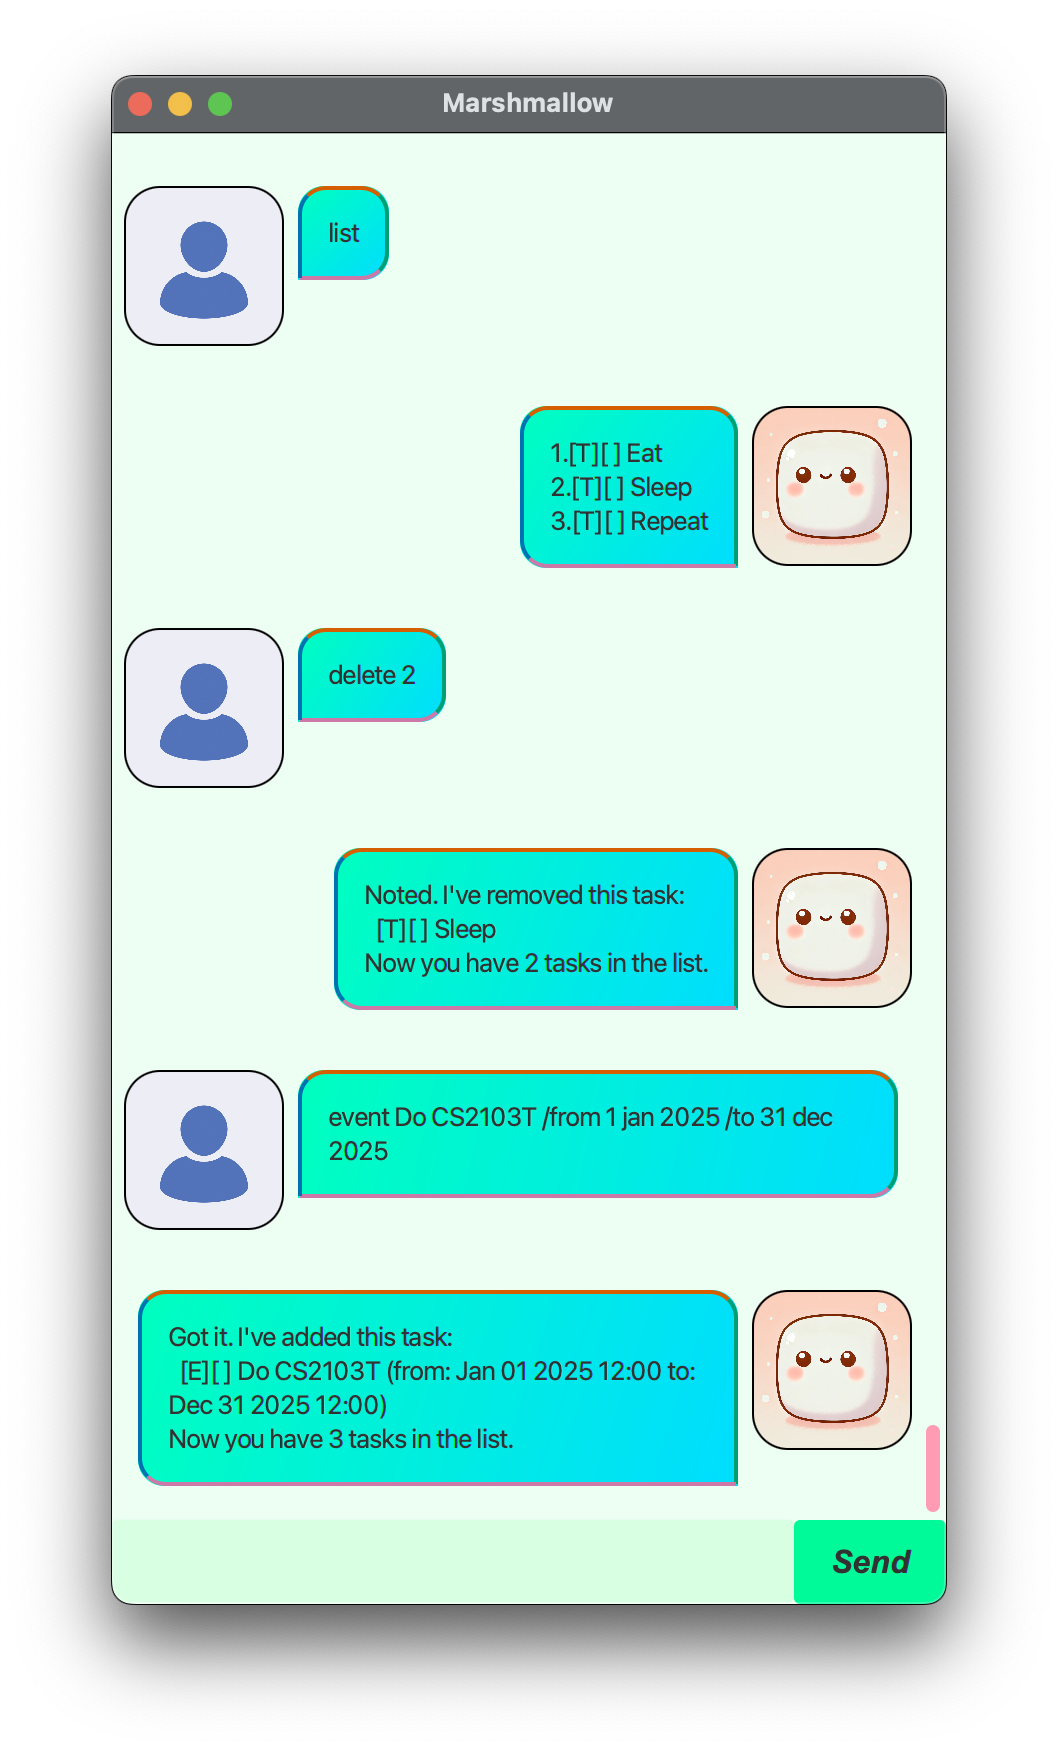 Marshmallow
list
1.[T][ ] Eat
2.[T][ ] Sleep
3.[T][ ] Repeat
delete 2
Noted. I've removed this task:
[T][ ] Sleep
Now you have 2 tasks in the list.
event Do CS2103T /from 1 jan 2025 /to 31 dec
2025
Got it. I've added this task:
[E][ ] Do CS2103T (from: Jan 01 2025 12:00 to:
Dec 31 2025 12:00)
Now you have 3 tasks in the list.
Send